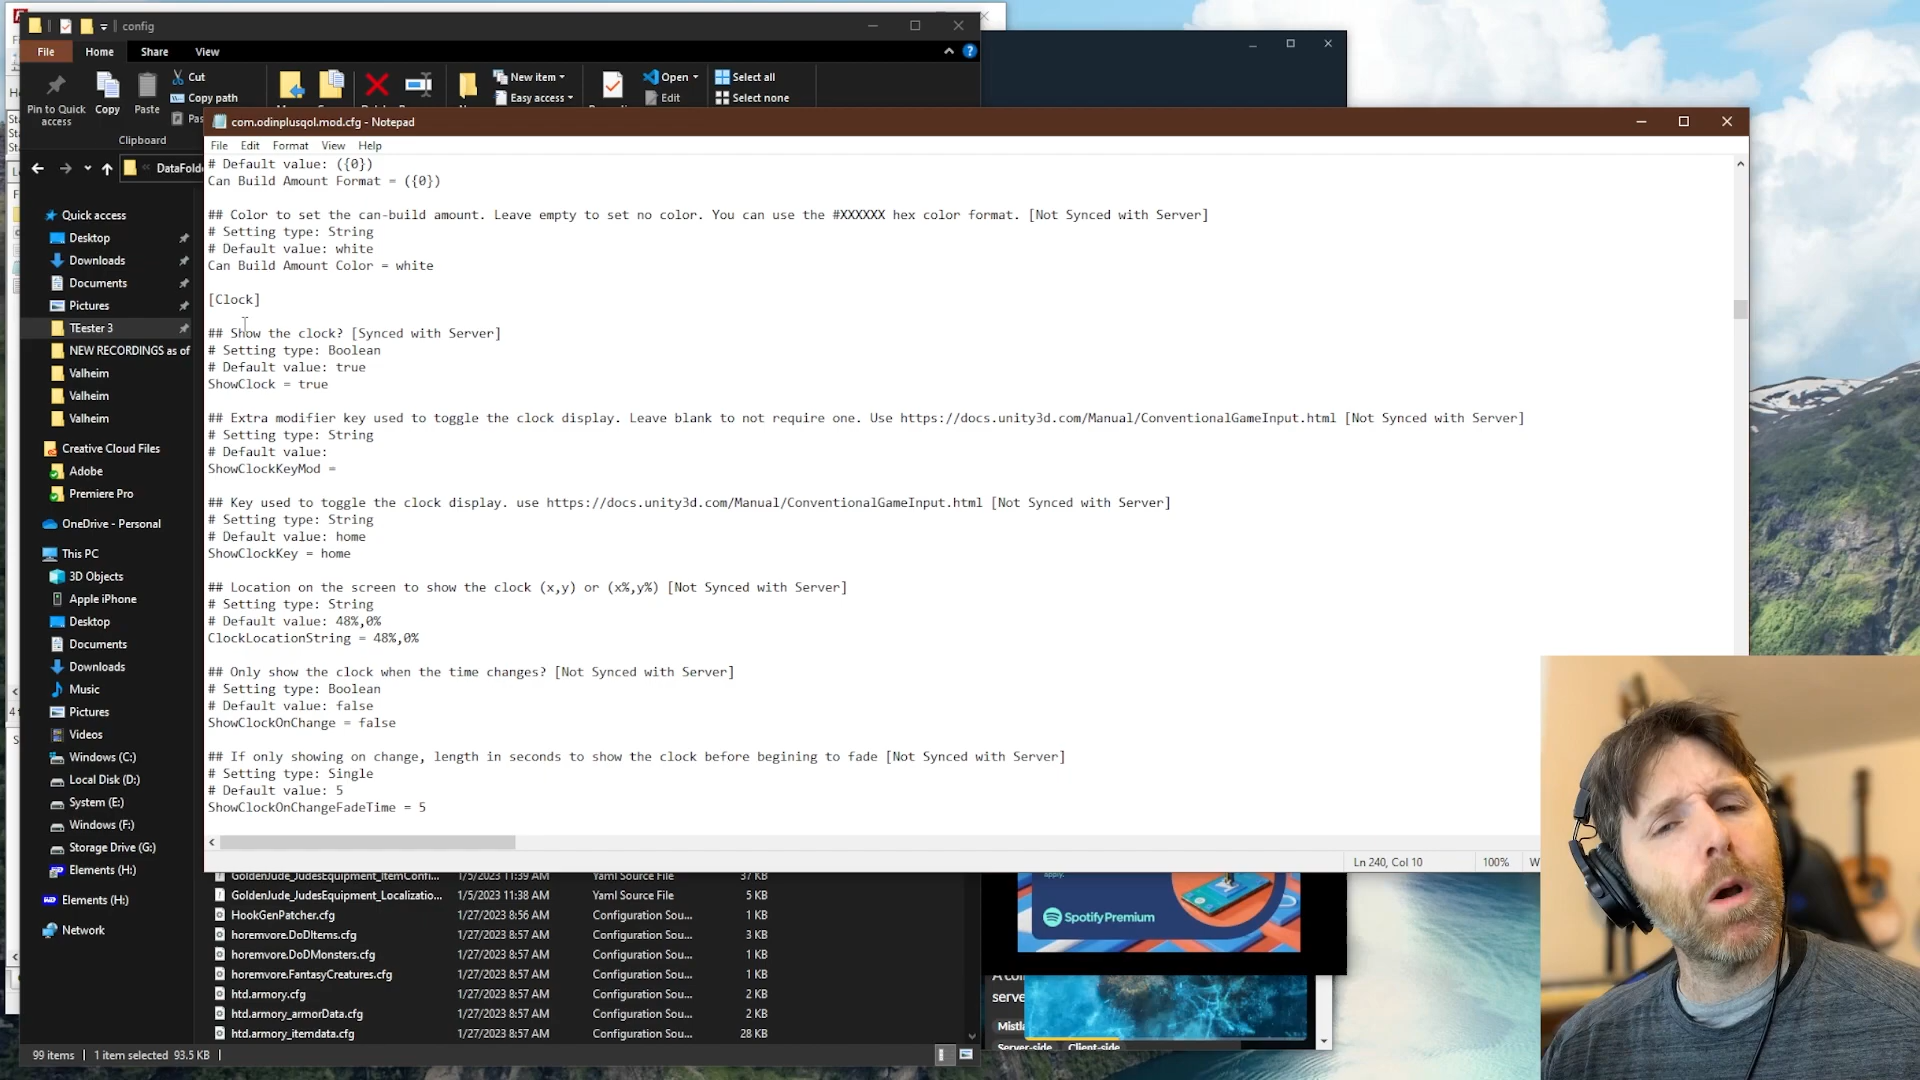 config
File
Home
Share
View
Pin to Quick
access
Copy
Paste
Cut
Copy path
Clipboard
New item
Easy access
Open
Edit
Select all
Select none
DataFold
Quick access
Desktop
Downloads
Documents
Pictures
TEester 3
NEW RECORDINGS as of
Valheim
Valheim
Valheim
Creative Cloud Files
Adobe
Premiere Pro
OneDrive - Personal
This PC
3D Objects
Apple iPhone
Desktop
Documents
Downloads
Music
Pictures
Videos
Windows (C:)
Local Disk (D:)
System (E:)
Windows (F:)
Storage Drive (G:)
Elements (H:)
Elements (H:)
Network
99 items
1 item selected 93.5 KB
com.odinplusqol.mod.cfg - Notepad
File Edit Format View Help
# Default value: ({0})
Can Build Amount Format = ({0})
## Color to set the can-build amount. Leave empty to set no color. You can use the #XXXXXX hex color format. [Not Synced with Server]
# Setting type: String
# Default value: white
Can Build Amount Color = white
[Clock]
## Show the clock? [Synced with Server]
# Setting type: Boolean
# Default value: true
ShowClock = true
## Extra modifier key used to toggle the clock display. Leave blank to not require one. Use https://docs.unity3d.com/Manual/ConventionalGameInput.html [Not Synced with Server]
# Setting type: String
# Default value:
ShowClockKeyMod =
## Key used to toggle the clock display. use https://docs.unity3d.com/Manual/ConventionalGameInput.html [Not Synced with Server]
# Setting type: String
# Default value: home
ShowClockKey = home
## Location on the screen to show the clock (x,y) or (x%,y%) [Not Synced with Server]
# Setting type: String
# Default value: 48%,0%
ClockLocationString = 48%,0%
## Only show the clock when the time changes? [Not Synced with Server]
# Setting type: Boolean
# Default value: false
ShowClockOnChange = false
## If only showing on change, length in seconds to show the clock before begining to fade [Not Synced with Server]
# Setting type: Single
# Default value: 5
ShowClockOnChangeFadeTime = 5
Ln 240, Col 10
100%
W
GoldenJude_JudesEquipment_ItemConfi... 1/5/2023 11:39 AM Yaml Source File 37 KB
GoldenJude_JudesEquipment_Localizatio... 1/5/2023 11:38 AM Yaml Source File 5 KB
HookGenPatcher.cfg 1/27/2023 8:56 AM Configuration Sou... 1 KB
horemvore.DoDItems.cfg 1/27/2023 8:57 AM Configuration Sou... 3 KB
horemvore.DoDMonsters.cfg 1/27/2023 8:57 AM Configuration Sou... 1 KB
horemvore.FantasyCreatures.cfg 1/27/2023 8:57 AM Configuration Sou... 1 KB
htd.armory.cfg 1/27/2023 8:57 AM Configuration Sou... 2 KB
htd.armory_armorData.cfg 1/27/2023 8:57 AM Configuration Sou... 2 KB
htd.armory_itemdata.cfg 1/27/2023 8:57 AM Configuration Sou... 28 KB
apply.
Spotify Premium
serve
Mistl
Server-side Client-side